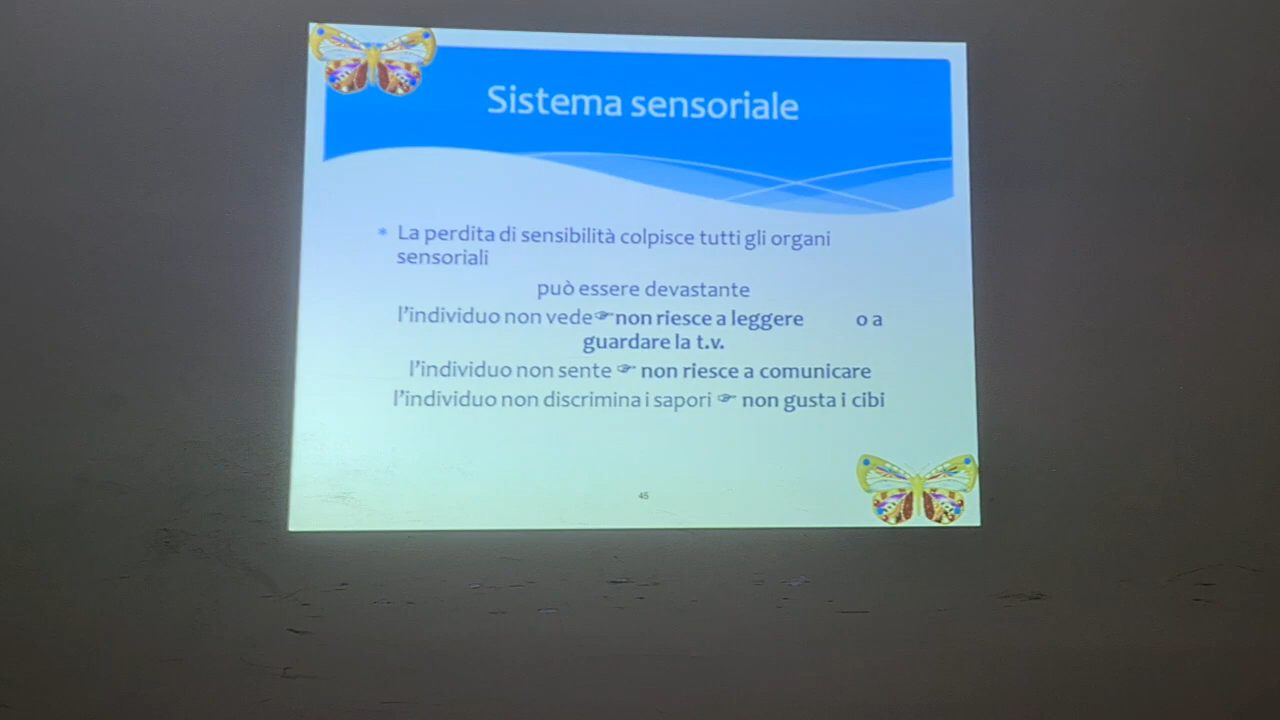 Sistema sensoriale
* La perdita di sensibilità colpisce tutti gli organi
sensoriali
può essere devastante
l'individuo non vede☞non riesce a leggere o a
guardare la t.v.
l'individuo non sente ☞ non riesce a comunicare
l'individuo non discrimina i sapori ☞ non gusta i cibi
45